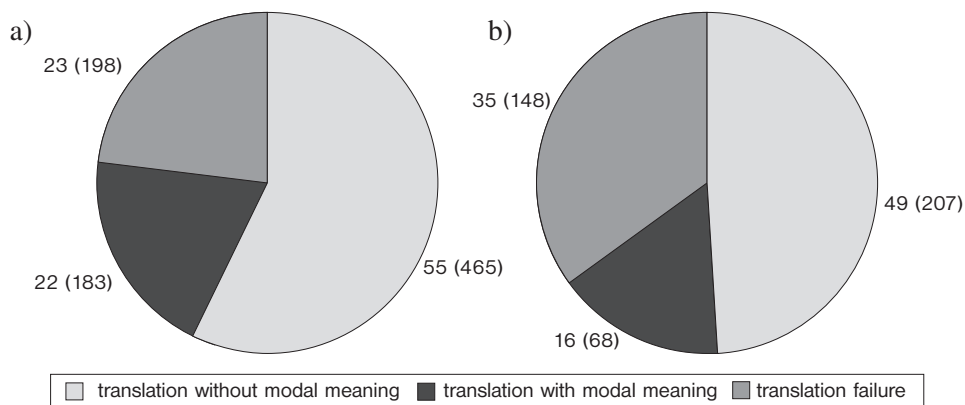 a)
23 (198)
22 (183)
55 (465)
b)
35 (148)
49 (207)
16 (68)
translation without modal meaning translation with modal meaning translation failure